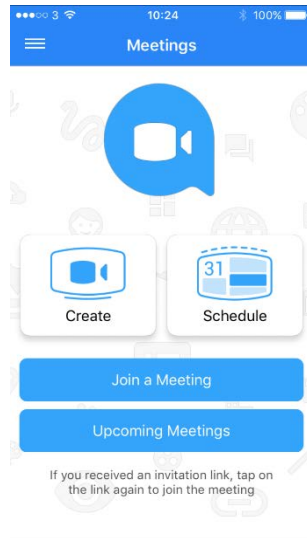 3 10:24 100%
Meetings
31
Create Schedule
Join a Meeting
Upcoming Meetings
If you received an invitation link, tap on
the link again to join the meeting